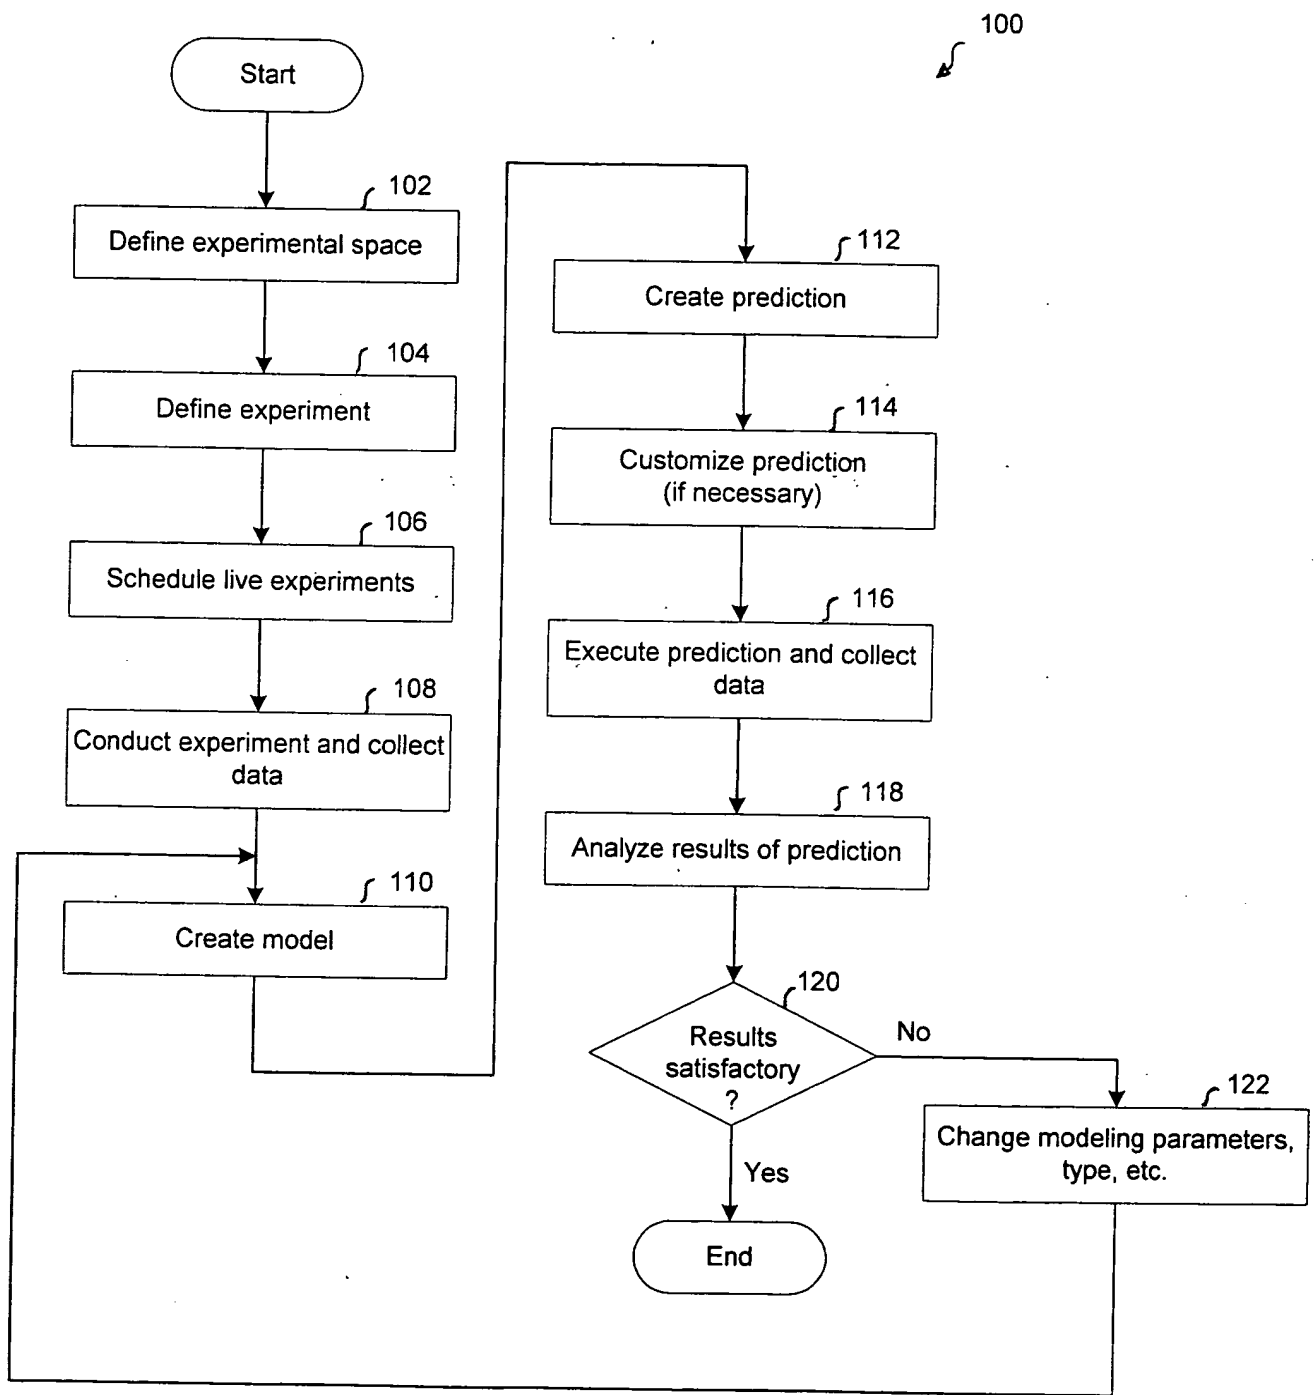 100
Start
102
Define experimental space
104
Define experiment
106
Schedule live experiments
108
Conduct experiment and collect
data
110
Create model
112
Create prediction
114
Customize prediction
(if necessary)
116
Execute prediction and collect
data
118
Analyze results of prediction
120
Results
satisfactory
?
No
Yes
122
Change modeling parameters,
type, etc.
End